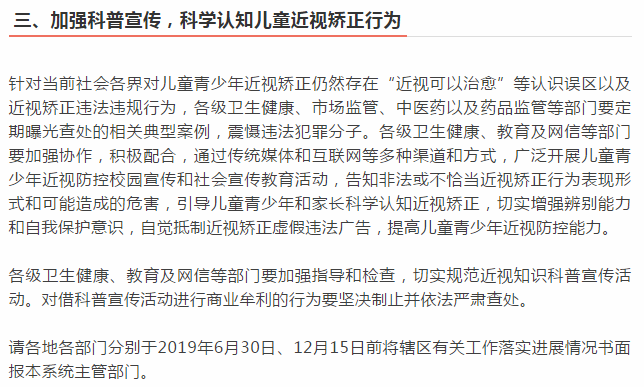 三、加强科普宣传，科学认知儿童近视矫正行为
针对当前社会各界对儿童青少年近视矫正仍然存在“近视可以治愈”等认识误区以及
近视矫正违法违规行为，各级卫生健康、市场监管、中医药以及药品监管等部门要定
期曝光查处的相关典型案例，震慑违法犯罪分子。各级卫生健康、教育及网信等部门
要加强协作，积极配合，通过传统媒体和互联网等多种渠道和方式，广泛开展儿童青
少年近视防控校园宣传和社会宣传教育活动，告知非法或不恰当近视矫正行为表现形
式和可能造成的危害，引导儿童青少年和家长科学认知近视矫正，切实增强辨别能力
和自我保护意识，自觉抵制近视矫正虚假违法广告，提高儿童青少年近视防控能力。
各级卫生健康、教育及网信等部门要加强指导和检查，切实规范近视知识科普宣传活
动。对借科普宣传活动进行商业牟利的行为要坚决制止并依法严肃查处。
请各地各部门分别于2019年6月30日、12月15日前将辖区有关工作落实进展情况书面
报本系统主管部门。